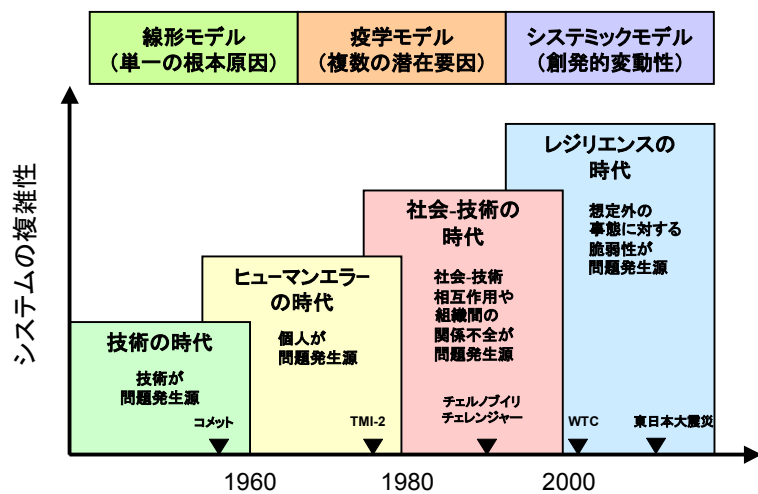 線形モデル
(単一の根本原因)
疫学モデル
(複数の潜在要因)
システミックモデル
(創発的変動性)
システムの複雑性
レジリエンスの
時代
想定外の
事態に対する
脆弱性が
問題発生源
社会-技術の
時代
社会-技術
相互作用や
組織間の
関係不全が
問題発生源
ヒューマンエラー
の時代
個人が
問題発生源
技術の時代
技術が
問題発生源
コメット
TMI-2
チェルノブイリ
チャレンジャー
WTC
東日本大震災
1960
1980
2000